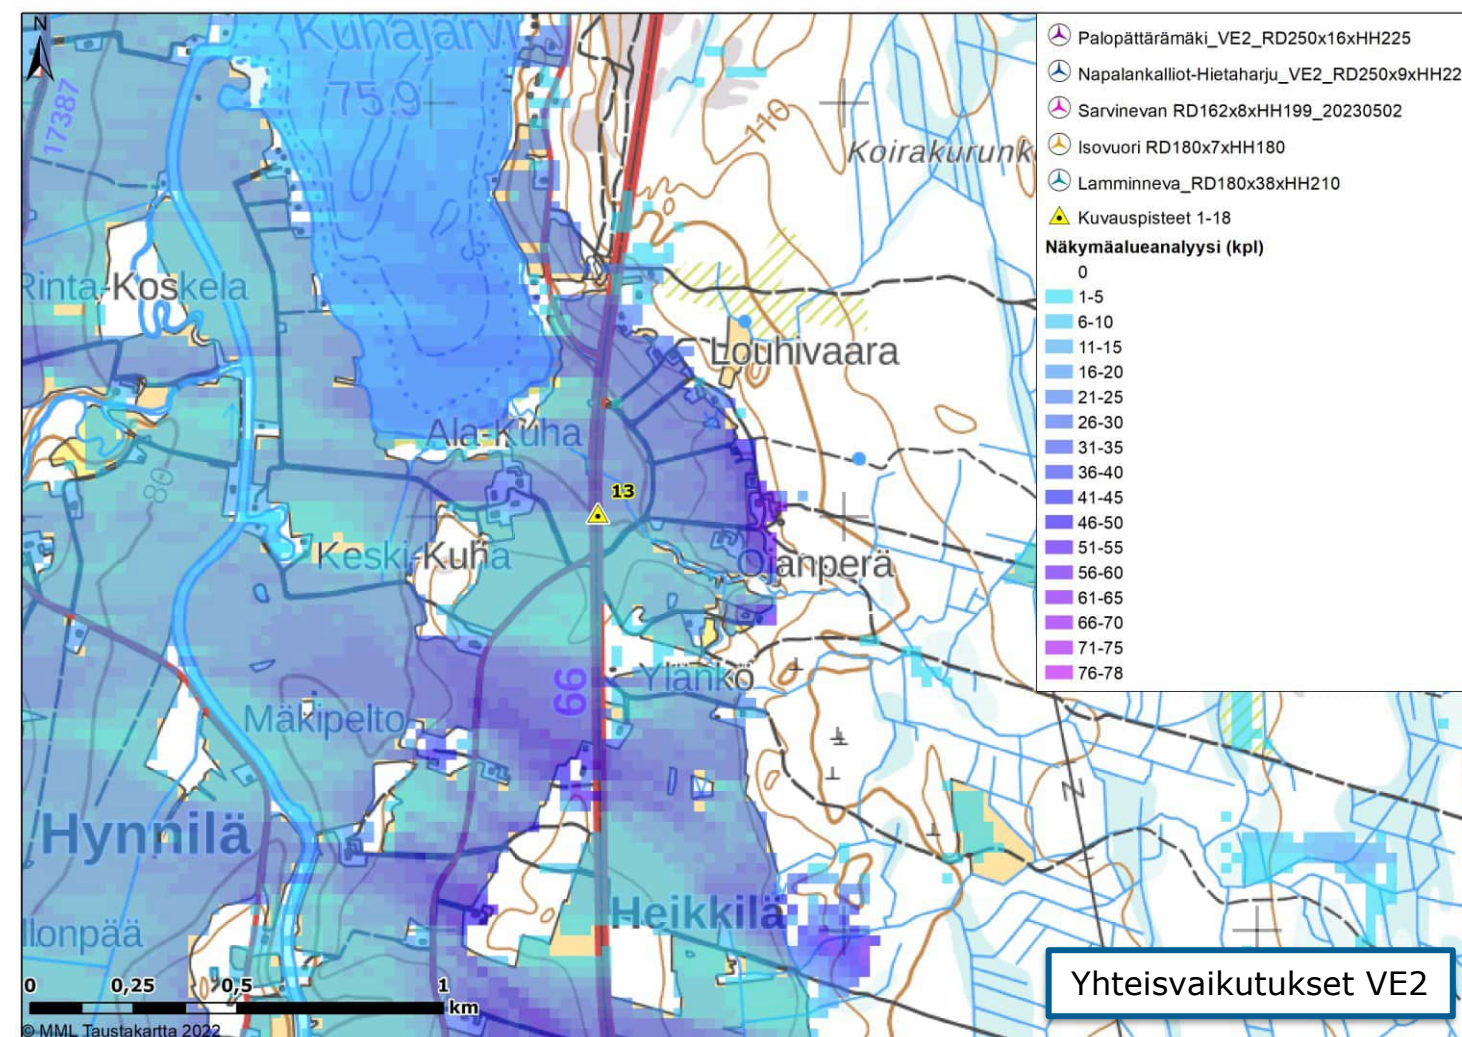 N
Kuhajärvi
75.9
17387
110
Koirakurunk
Rinta-Koskela
Louhivaara
Ala-Kuha
80
13
Keski-Kuha
Ojanperä
66
Ylänkö
Mäkipelto
Hynnilä
Heikkilä
llonpää
0 0,25 0,5 1
km
© MML Taustakartta 2022
Palopättärämäki_VE2_RD250x16xHH225
Napalankalliot-Hietaharju_VE2_RD250x9xHH22
Sarvinevan RD162x8xHH199_20230502
Isovuori RD180x7xHH180
Lamminneva_RD180x38xHH210
Kuvauspisteet 1-18
Näkymäalueanalyysi (kpl)
0
1-5
6-10
11-15
16-20
21-25
26-30
31-35
36-40
41-45
46-50
51-55
56-60
61-65
66-70
71-75
76-78
Yhteisvaikutukset VE2